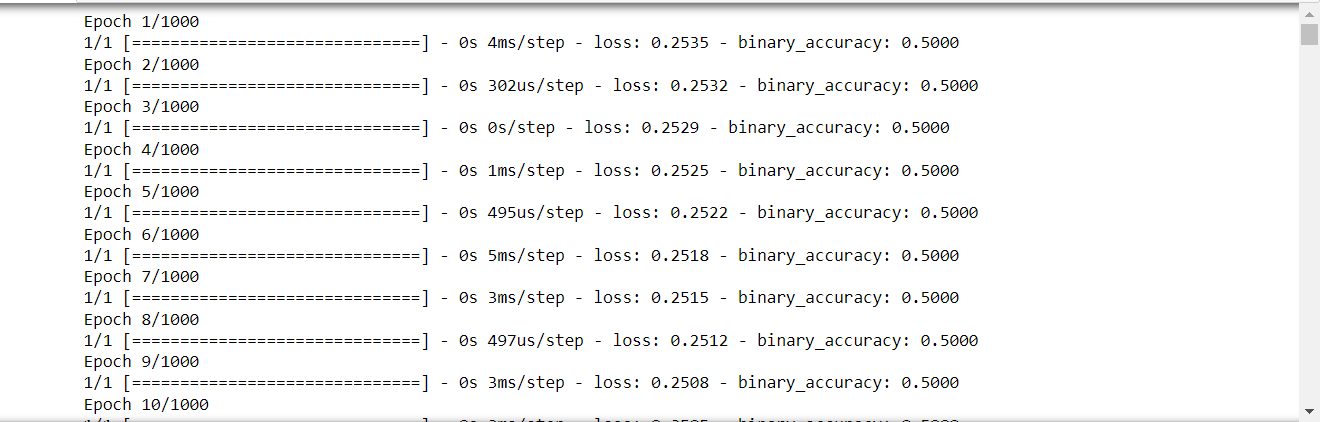 Epoch 1/1000
1/1 [==============================] - 0s 4ms/step - loss: 0.2535 - binary_accuracy: 0.5000
Epoch 2/1000
1/1 [==============================] - 0s 302us/step - loss: 0.2532 - binary_accuracy: 0.5000
Epoch 3/1000
1/1 [==============================] - 0s 0s/step - loss: 0.2529 - binary_accuracy: 0.5000
Epoch 4/1000
1/1 [==============================] - 0s 1ms/step - loss: 0.2525 - binary_accuracy: 0.5000
Epoch 5/1000
1/1 [==============================] - 0s 495us/step - loss: 0.2522 - binary_accuracy: 0.5000
Epoch 6/1000
1/1 [==============================] - 0s 5ms/step - loss: 0.2518 - binary_accuracy: 0.5000
Epoch 7/1000
1/1 [==============================] - 0s 3ms/step - loss: 0.2515 - binary_accuracy: 0.5000
Epoch 8/1000
1/1 [==============================] - 0s 497us/step - loss: 0.2512 - binary_accuracy: 0.5000
Epoch 9/1000
1/1 [==============================] - 0s 3ms/step - loss: 0.2508 - binary_accuracy: 0.5000
Epoch 10/1000